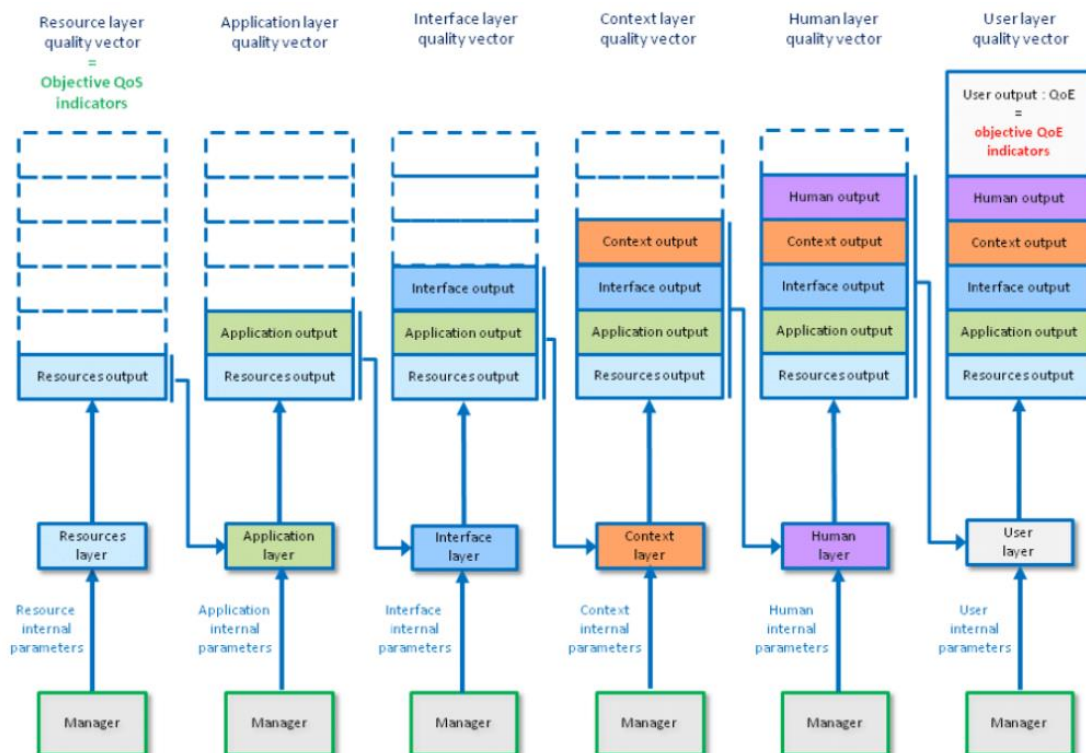 Resource layer
quality vector
=
Objective QoS
indicators
Application layer
quality vector
Interface layer
quality vector
Context layer
quality vector
Human layer
quality vector
User layer
quality vector
User output : QoE
=
objective QoE
indicators
Human output
Human output
Context output
Context output
Context output
Interface output
Interface output
Interface output
Interface output
Application output
Application output
Application output
Application output
Application output
Resources output
Resources output
Resources output
Resources output
Resources output
Resources output
Resources
layer
Application
layer
Interface
layer
Context
layer
Human
layer
User
layer
Resource
internal
parameters
Application
internal
parameters
Interface
internal
parameters
Context
internal
parameters
Human
internal
parameters
User
internal
parameters
Manager
Manager
Manager
Manager
Manager
Manager